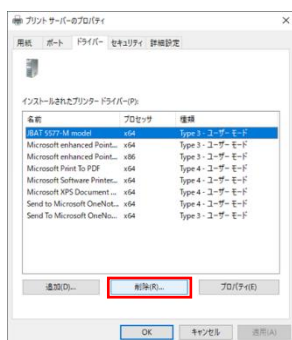 プリント サーバーのプロパティ
用紙 ポート ドライバー セキュリティ 詳細設定
インストールされたプリンター ドライバー(P):
名前 プロセッサ 種類
JBAT 5577-M model x64 Type 3 - ユーザー モード
Microsoft enhanced Point... x64 Type 3 - ユーザー モード
Microsoft enhanced Point... x86 Type 3 - ユーザー モード
Microsoft Print To PDF x64 Type 4 - ユーザー モード
Microsoft Software Printer... x64 Type 4 - ユーザー モード
Microsoft XPS Document ... x64 Type 4 - ユーザー モード
Send to Microsoft OneNot... x64 Type 4 - ユーザー モード
Send To Microsoft OneNo... x64 Type 3 - ユーザー モード
追加(D)... 削除(R)... プロパティ(E)
OK キャンセル 適用(A)